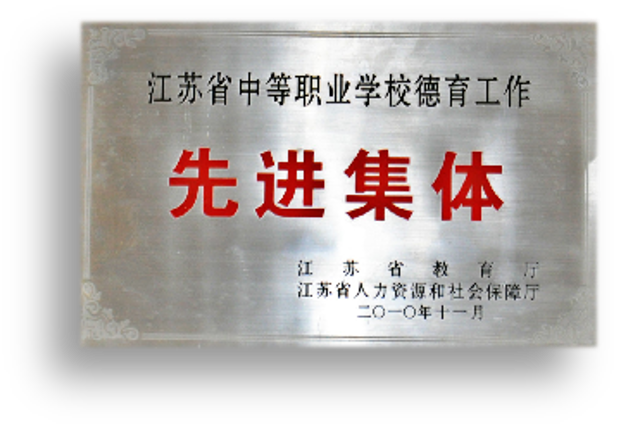 江苏省中等职业学校德育工作
先进集体
江苏省教育厅
江苏省人力资源和社会保障厅
二〇一〇年十一月